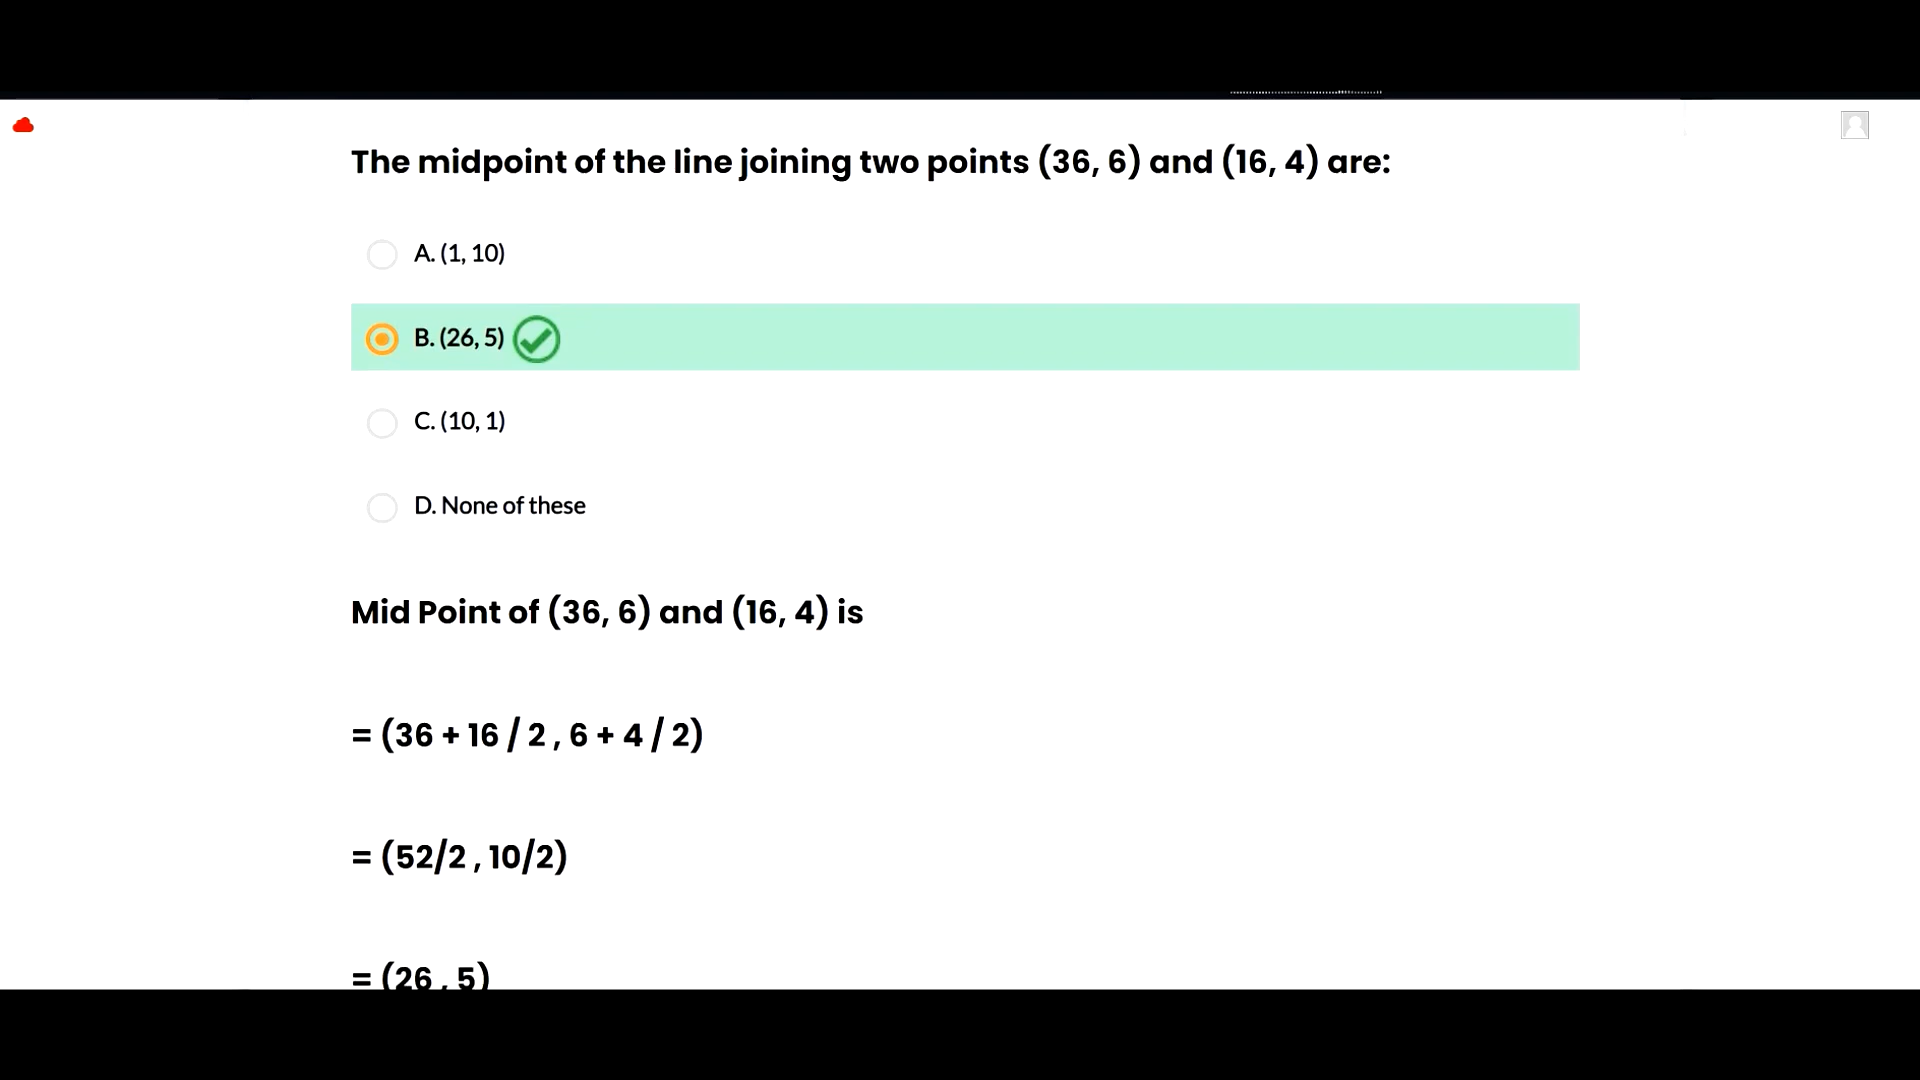 The midpoint of the line joining two points (36, 6) and (16, 4) are:
A. (1, 10)
B. (26, 5)
C. (10, 1)
D. None of these
Mid Point of (36, 6) and (16, 4) is
= (36 + 16 / 2 , 6 + 4 / 2)
= (52/2 , 10/2)
= (26 , 5)